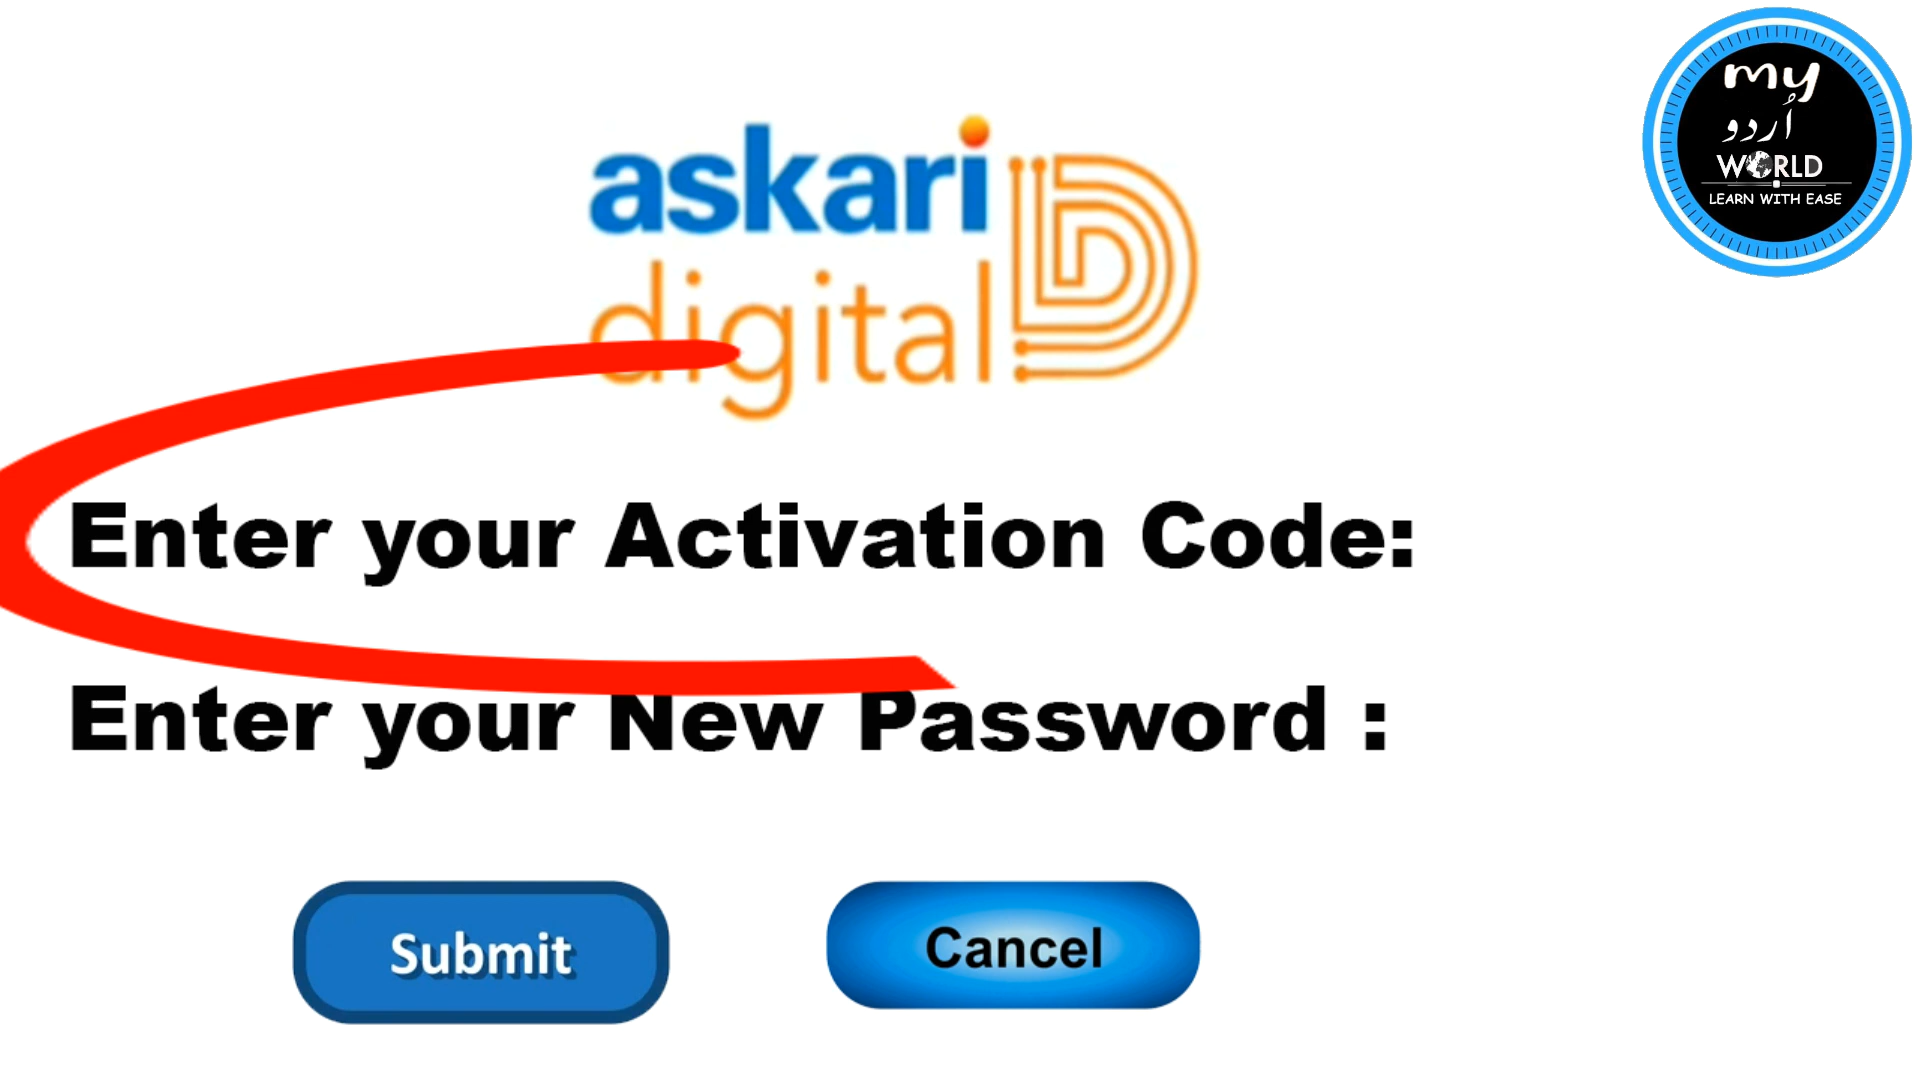 askari
digital
my
اُردو
WORLD
LEARN WITH EASE
Enter your Activation Code:
Enter your New Password :
Submit
Cancel